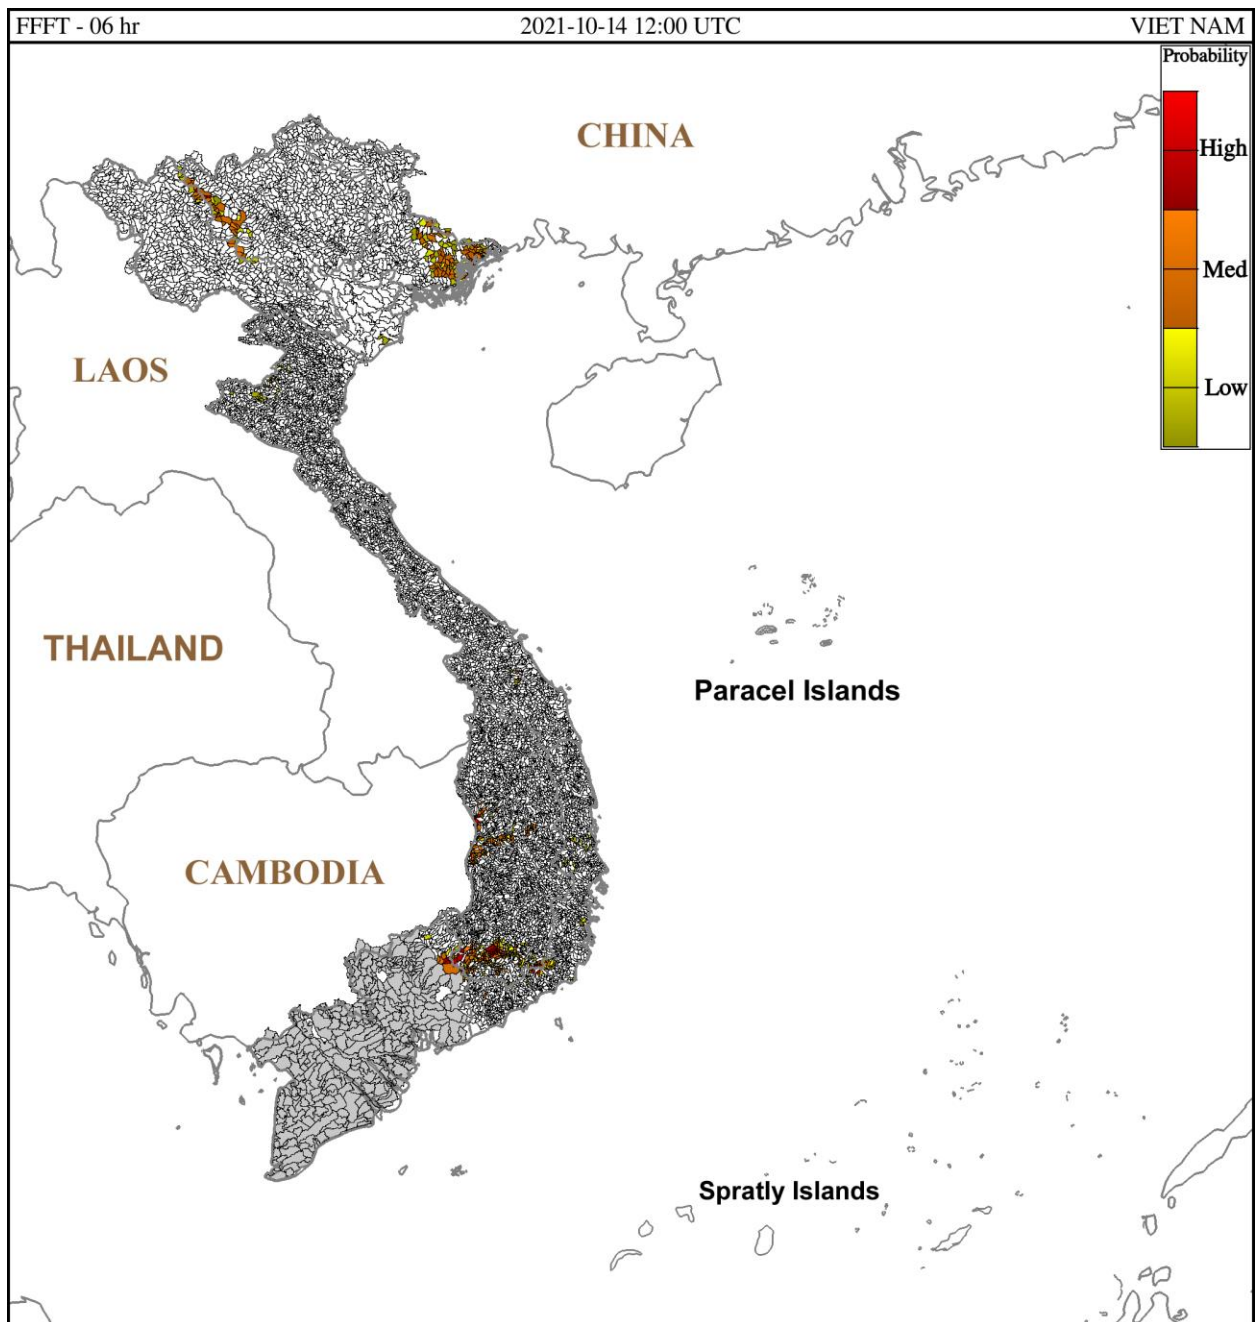 FFFT - 06 hr
2021-10-14 12:00 UTC
VIET NAM
Probability
High
Med
Low
CHINA
LAOS
THAILAND
Paracel Islands
CAMBODIA
Spratly Islands